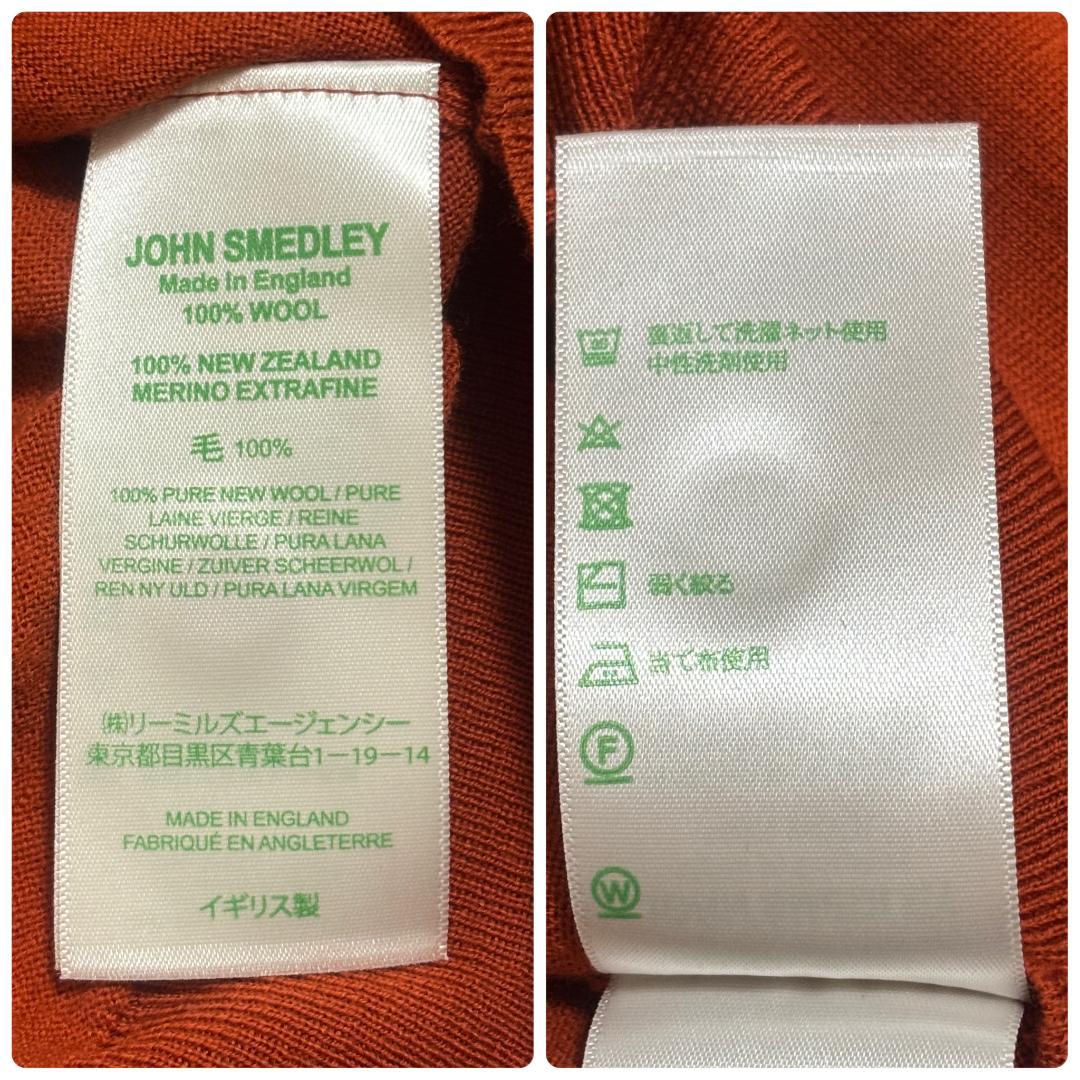 JOHN SMEDLEY
Made In England
100% WOOL
100% NEW ZEALAND
MERINO EXTRAFINE
毛 100%
100% PURE NEW WOOL / PURE
LAINE VIERGE / REINE
SCHURWOLLE / PURA LANA
VERGINE / ZUIVER SCHEERWOL /
REN NY ULD / PURA LANA VIRGEM
㈱リーミルズエージェンシー
東京都目黒区青葉台1－19－14
MADE IN ENGLAND
FABRIQUÉ EN ANGLETERRE
イギリス製
裏返して洗濯ネット使用
中性洗剤使用
弱く絞る
当て布使用
F
W